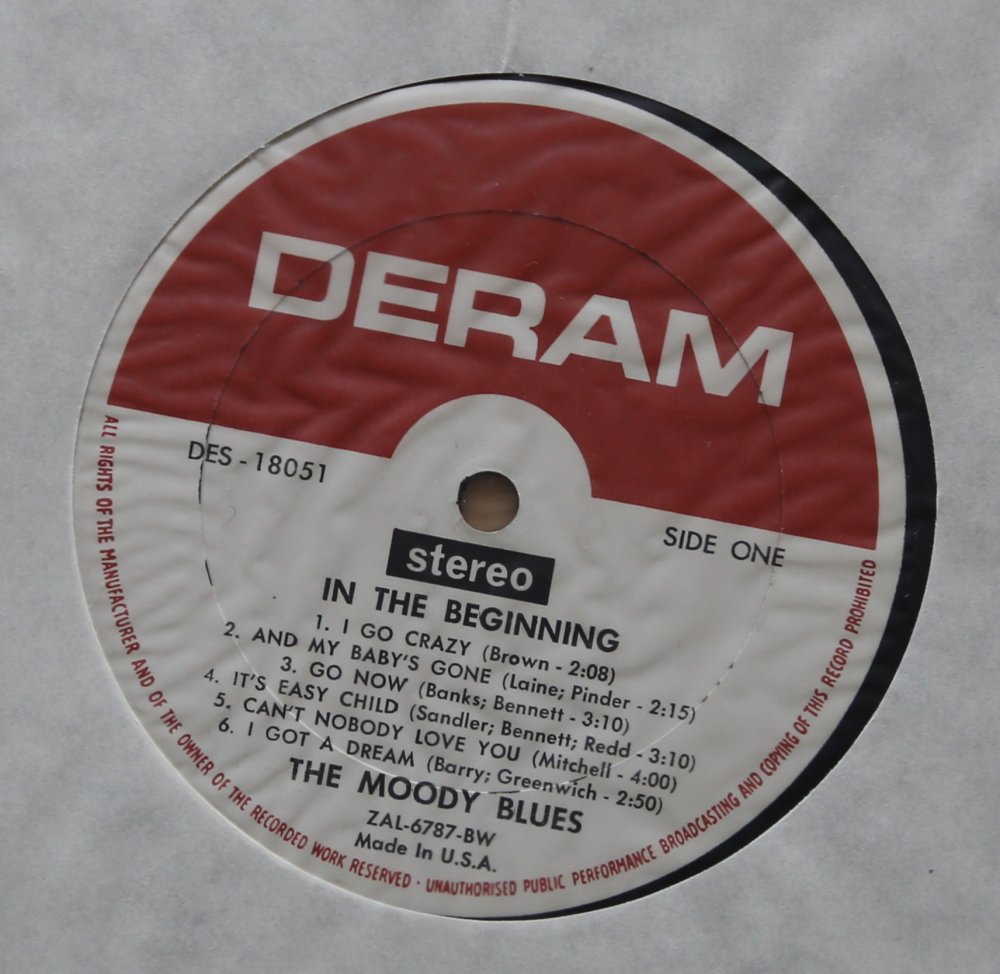 DERAM
DES - 18051
SIDE ONE
stereo
IN THE BEGINNING
1. I GO CRAZY (Brown - 2:08)
2. AND MY BABY'S GONE (Laine; Pinder - 2:15)
3. GO NOW (Banks; Bennett - 3:10)
4. IT'S EASY CHILD (Sandler; Bennett; Redd - 3:10)
5. CAN'T NOBODY LOVE YOU (Mitchell - 4:00)
6. I GOT A DREAM (Barry; Greenwich - 2:50)
THE MOODY BLUES
ZAL-6787-BW
Made In U.S.A.
ALL RIGHTS OF THE MANUFACTURER AND OF THE OWNER OF THE RECORDED WORK RESERVED · UNAUTHORISED PUBLIC PERFORMANCE BROADCASTING AND COPYING OF THIS RECORD PROHIBITED